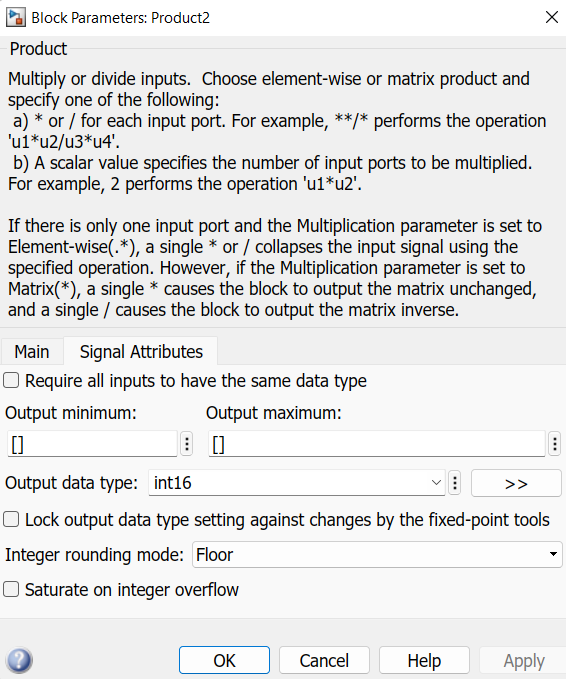 Block Parameters: Product2
Product
Multiply or divide inputs.  Choose element-wise or matrix product and
specify one of the following:
a) * or / for each input port. For example, **/* performs the operation
'u1*u2/u3*u4'.
b) A scalar value specifies the number of input ports to be multiplied.
For example, 2 performs the operation 'u1*u2'.
If there is only one input port and the Multiplication parameter is set to
Element-wise(.*), a single * or / collapses the input signal using the
specified operation. However, if the Multiplication parameter is set to
Matrix(*), a single * causes the block to output the matrix unchanged,
and a single / causes the block to output the matrix inverse.
Main Signal Attributes
Require all inputs to have the same data type
Output minimum: Output maximum:
[] []
Output data type: int16 >>
Lock output data type setting against changes by the fixed-point tools
Integer rounding mode: Floor
Saturate on integer overflow
? OK Cancel Help Apply